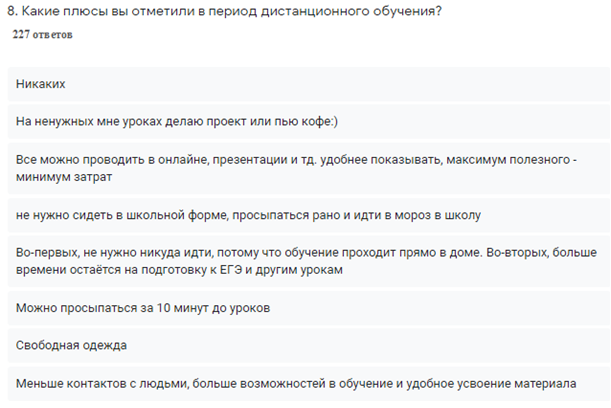 8. Какие плюсы вы отметили в период дистанционного обучения?
227 ответов
Никаких
На ненужных мне уроках делаю проект или пью кофе:)
Все можно проводить в онлайне, презентации и тд. удобнее показывать, максимум полезного -
минимум затрат
не нужно сидеть в школьной форме, просыпаться рано и идти в мороз в школу
Во-первых, не нужно никуда идти, потому что обучение проходит прямо в доме. Во-вторых, больше
времени остаётся на подготовку к ЕГЭ и другим урокам
Можно просыпаться за 10 минут до уроков
Свободная одежда
Меньше контактов с людьми, больше возможностей в обучение и удобное усвоение материала